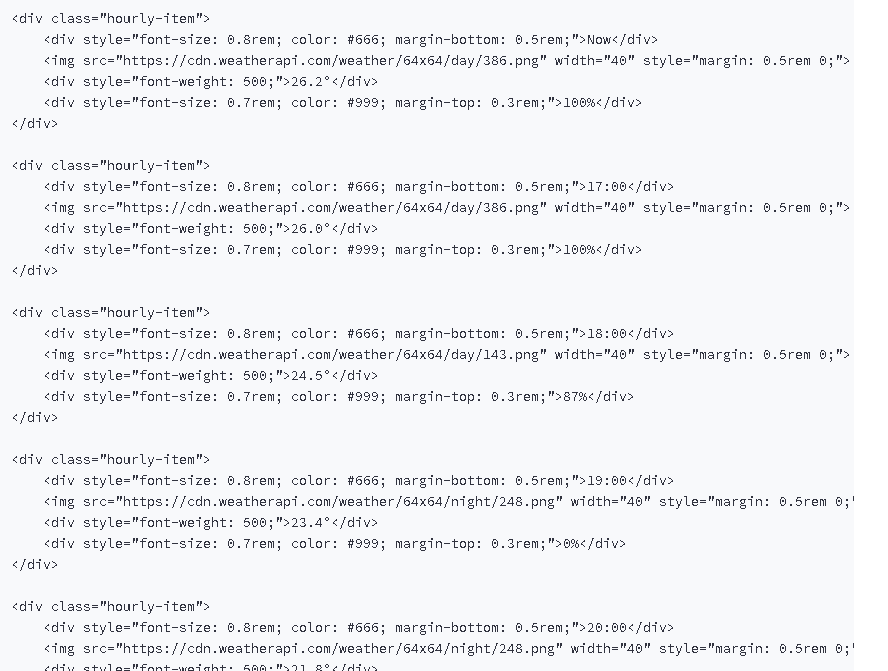 <div class="hourly-item">
    <div style="font-size: 0.8rem; color: #666; margin-bottom: 0.5rem;">Now</div>
    <img src="https://cdn.weatherapi.com/weather/64x64/day/386.png" width="40" style="margin: 0.5rem 0;">
    <div style="font-weight: 500;">26.2°</div>
    <div style="font-size: 0.7rem; color: #999; margin-top: 0.3rem;">100%</div>
</div>

<div class="hourly-item">
    <div style="font-size: 0.8rem; color: #666; margin-bottom: 0.5rem;">17:00</div>
    <img src="https://cdn.weatherapi.com/weather/64x64/day/386.png" width="40" style="margin: 0.5rem 0;">
    <div style="font-weight: 500;">26.0°</div>
    <div style="font-size: 0.7rem; color: #999; margin-top: 0.3rem;">100%</div>
</div>

<div class="hourly-item">
    <div style="font-size: 0.8rem; color: #666; margin-bottom: 0.5rem;">18:00</div>
    <img src="https://cdn.weatherapi.com/weather/64x64/day/143.png" width="40" style="margin: 0.5rem 0;">
    <div style="font-weight: 500;">24.5°</div>
    <div style="font-size: 0.7rem; color: #999; margin-top: 0.3rem;">87%</div>
</div>

<div class="hourly-item">
    <div style="font-size: 0.8rem; color: #666; margin-bottom: 0.5rem;">19:00</div>
    <img src="https://cdn.weatherapi.com/weather/64x64/night/248.png" width="40" style="margin: 0.5rem 0;"
    <div style="font-weight: 500;">23.4°</div>
    <div style="font-size: 0.7rem; color: #999; margin-top: 0.3rem;">0%</div>
</div>

<div class="hourly-item">
    <div style="font-size: 0.8rem; color: #666; margin-bottom: 0.5rem;">20:00</div>
    <img src="https://cdn.weatherapi.com/weather/64x64/night/248.png" width="40" style="margin: 0.5rem 0;"
    <div style="font-weight: 500;">21.8°</div>